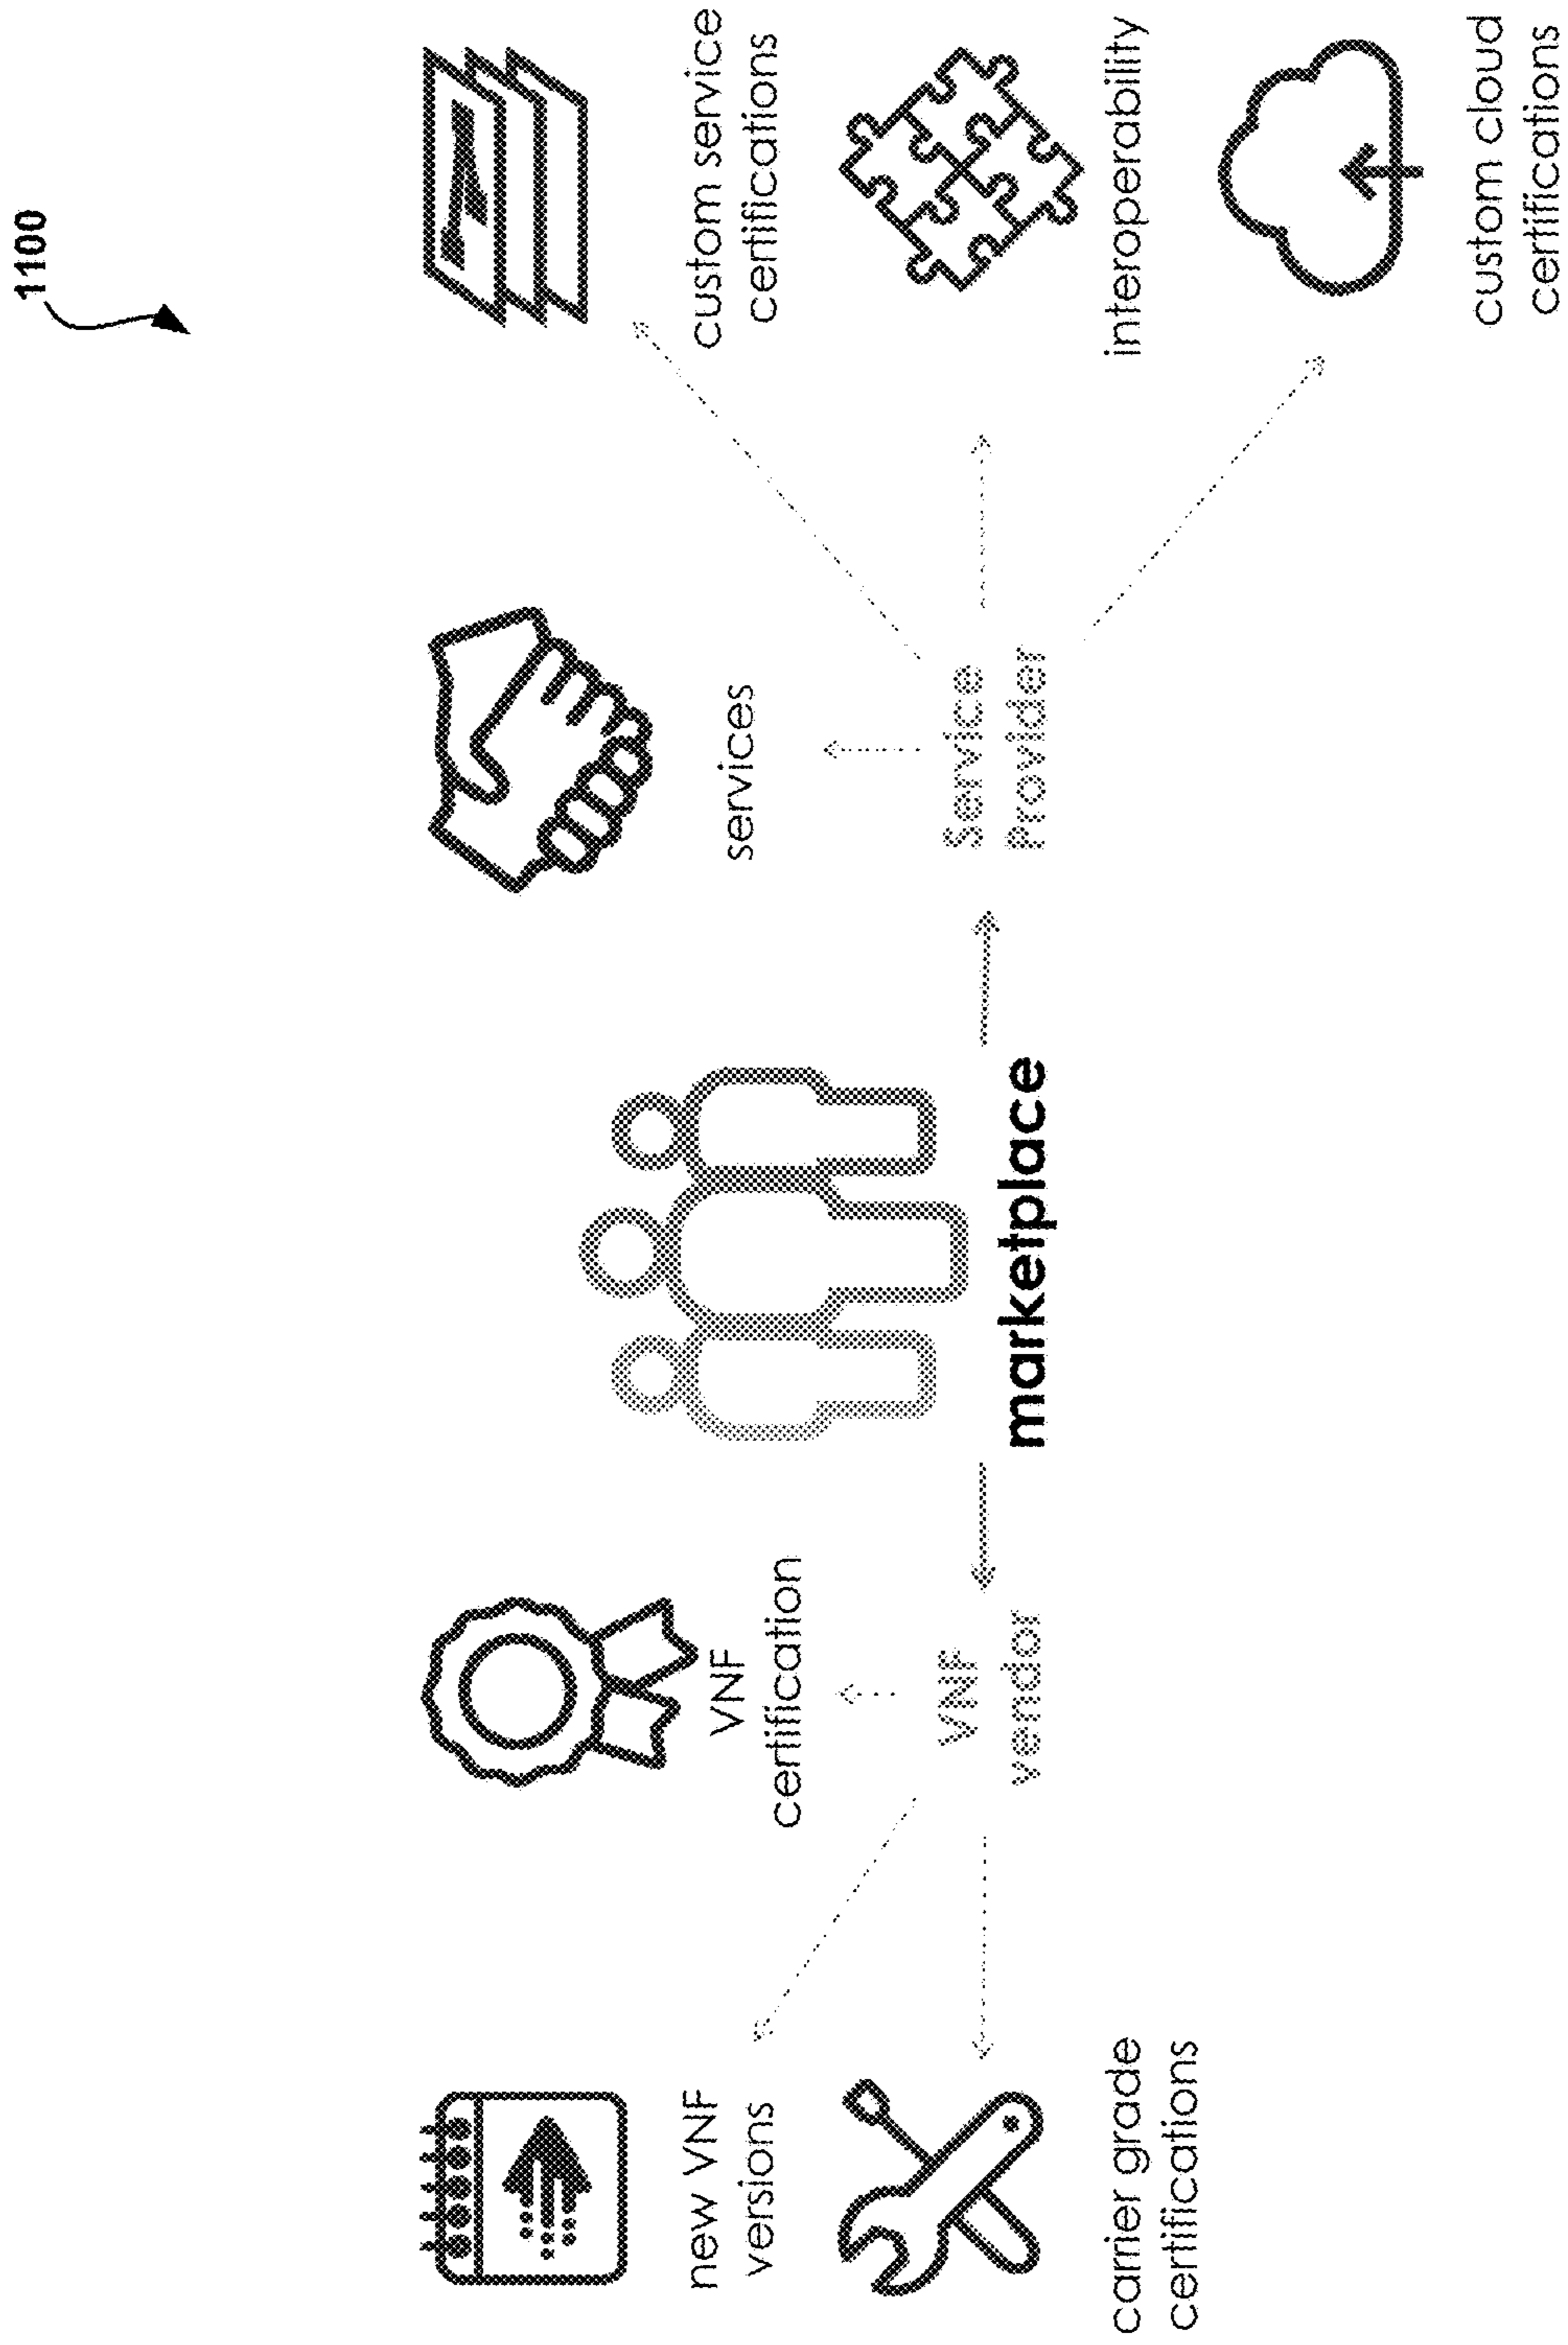 1100
new VNF
versions
VNF
certification
services
custom service
certifications
carrier grade
certifications
VNF
vendor
marketplace
Service
Provider
interoperability
custom cloud
certifications